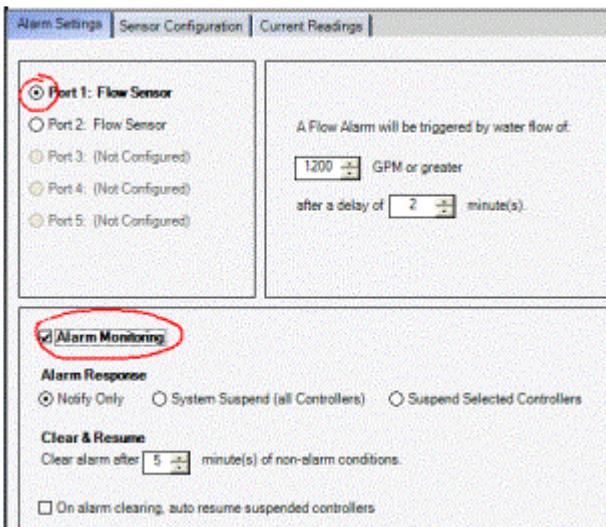 Alarm Settings Sensor Configuration Current Readings
Port 1: Flow Sensor
Port 2: Flow Sensor
Port 3: (Not Configured)
Port 4: (Not Configured)
Port 5: (Not Configured)
A Flow Alarm will be triggered by water flow of:
1200 GPM or greater
after a delay of 2 minute(s).
Alarm Monitoring
Alarm Response
Notify Only System Suspend (all Controllers) Suspend Selected Controllers
Clear & Resume
Clear alarm after 5 minute(s) of non-alarm conditions.
On alarm clearing, auto resume suspended controllers